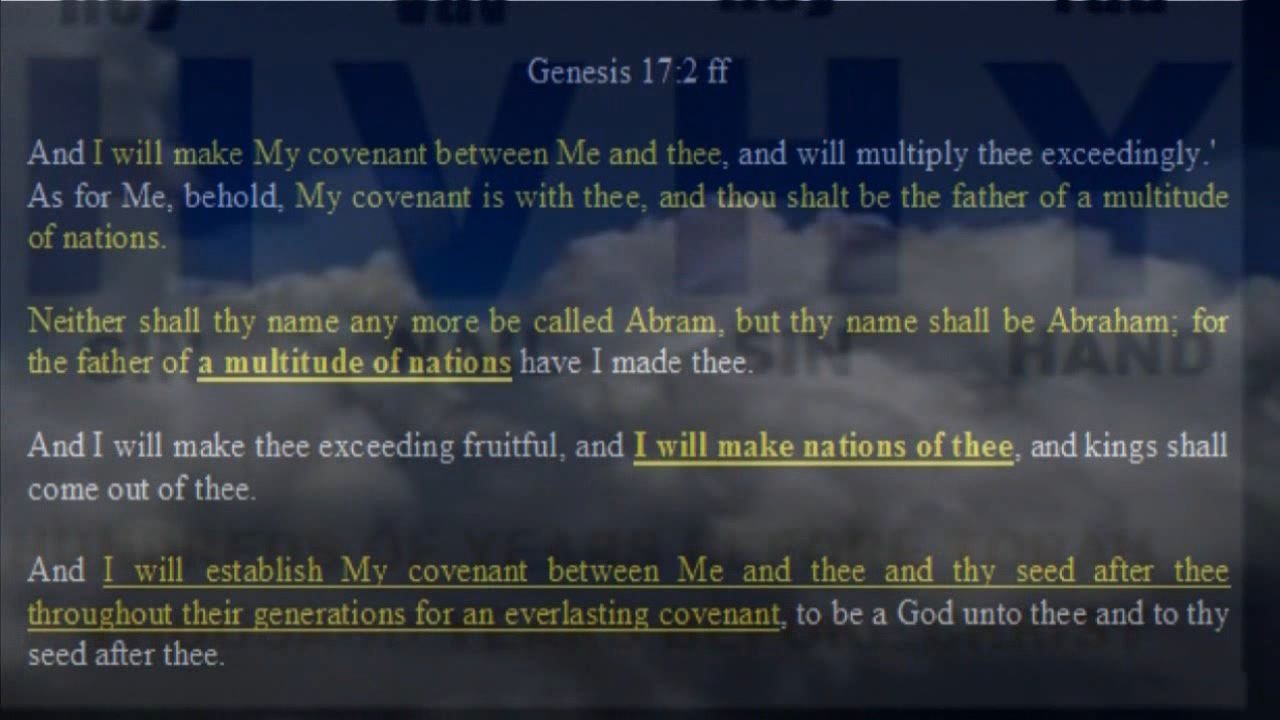 Genesis 17:2 ff
And I will make My covenant between Me and thee, and will multiply thee exceedingly.'
As for Me, behold, My covenant is with thee, and thou shalt be the father of a multitude
of nations.
Neither shall thy name any more be called Abram, but thy name shall be Abraham; for
the father of a multitude of nations have I made thee.
And I will make thee exceeding fruitful, and I will make nations of thee, and kings shall
come out of thee.
And I will establish My covenant between Me and thee and thy seed after thee
throughout their generations for an everlasting covenant, to be a God unto thee and to thy
seed after thee.
H V H Y
SIN HAND